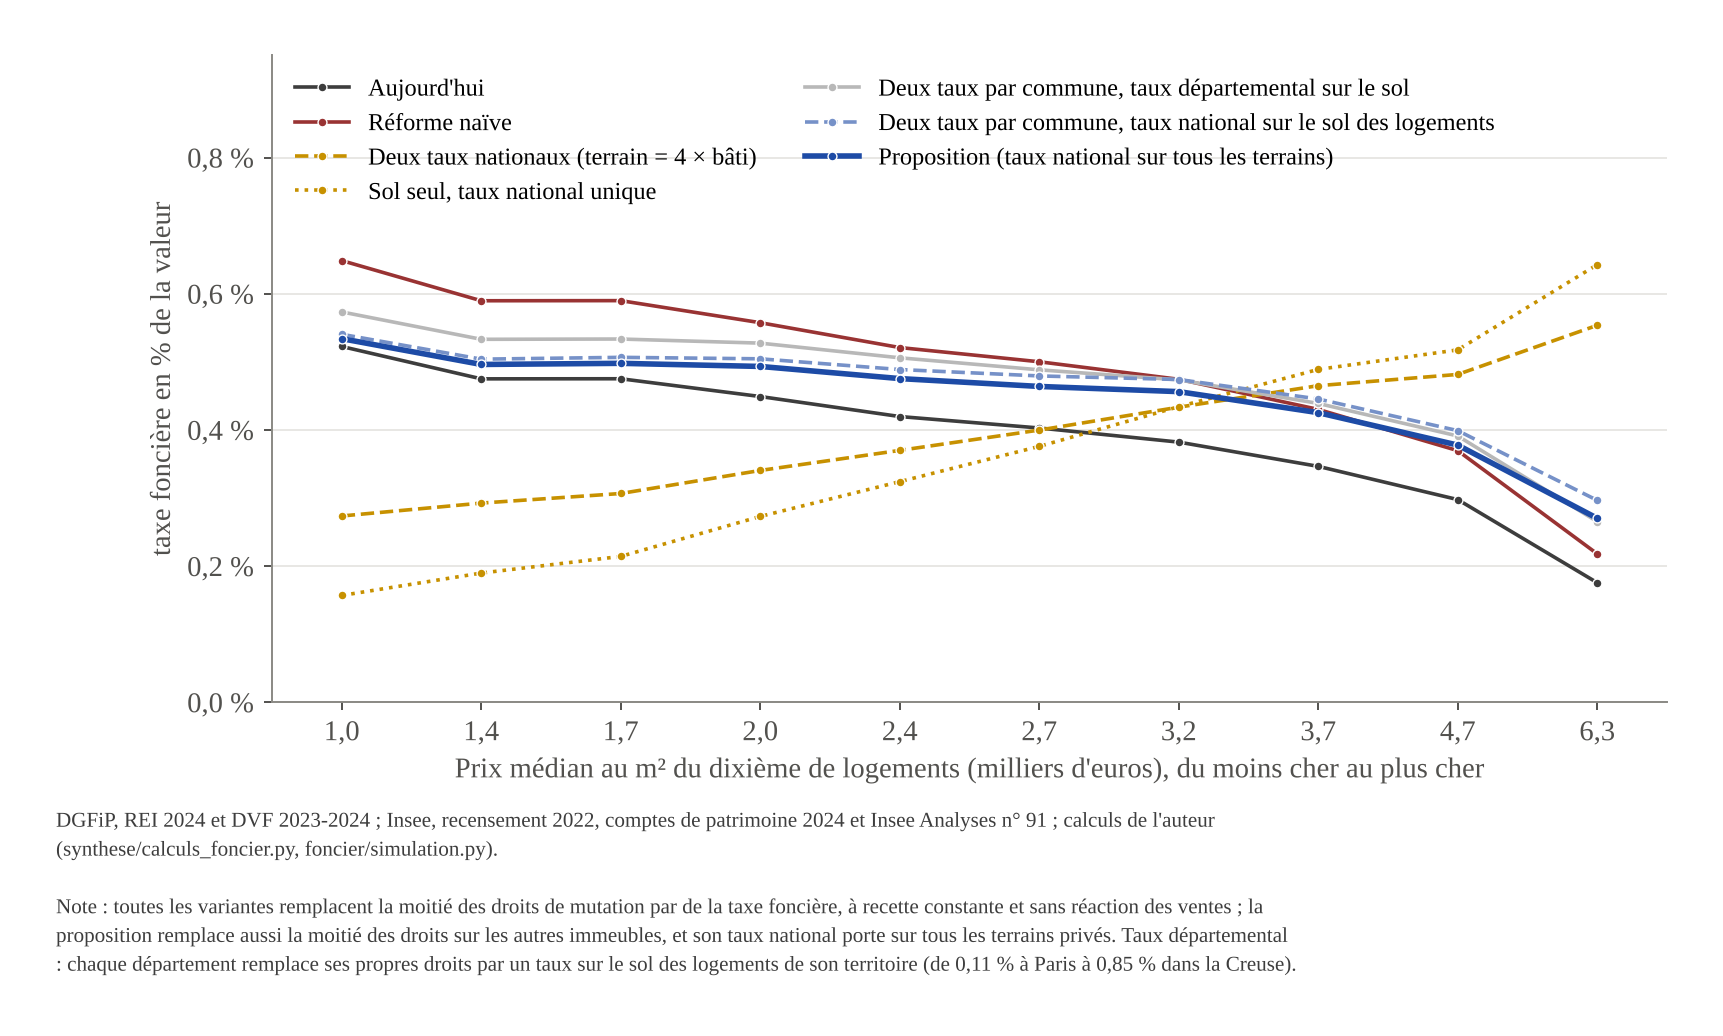 Aujourd'hui
Réforme naïve
Deux taux nationaux (terrain = 4 × bâti)
Sol seul, taux national unique
Deux taux par commune, taux départemental sur le sol
Deux taux par commune, taux national sur le sol des logements
Proposition (taux national sur tous les terrains)
taxe foncière en % de la valeur
0,8 %
0,6 %
0,4 %
0,2 %
0,0 %
1,0 1,4 1,7 2,0 2,4 2,7 3,2 3,7 4,7 6,3
Prix médian au m² du dixième de logements (milliers d'euros), du moins cher au plus cher
DGFiP, REI 2024 et DVF 2023-2024 ; Insee, recensement 2022, comptes de patrimoine 2024 et Insee Analyses n° 91 ; calculs de l'auteur
(synthese/calculs_foncier.py, foncier/simulation.py).
Note : toutes les variantes remplacent la moitié des droits de mutation par de la taxe foncière, à recette constante et sans réaction des ventes ; la
proposition remplace aussi la moitié des droits sur les autres immeubles, et son taux national porte sur tous les terrains privés. Taux départemental
: chaque département remplace ses propres droits par un taux sur le sol des logements de son territoire (de 0,11 % à Paris à 0,85 % dans la Creuse).